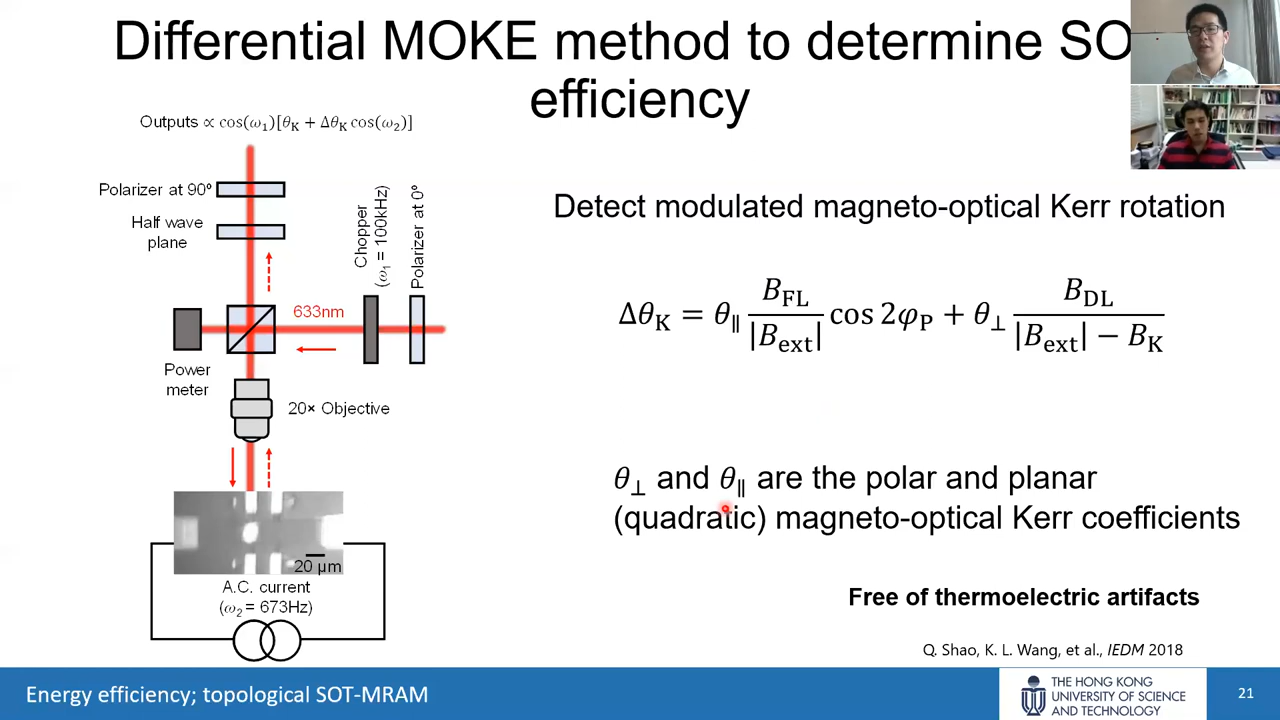 Differential MOKE method to determine SO
efficiency
Outputs ∝ cos(ω₁)[θ_K + Δθ_K cos(ω₂)]
Polarizer at 90º
Half wave
plane
Chopper
(ω₁ = 100kHz)
Polarizer at 0º
633nm
Power
meter
20× Objective
20 μm
A.C. current
(ω₂ = 673Hz)
Detect modulated magneto-optical Kerr rotation
Δθ_K = θ_∥ B_FL/|B_ext| cos 2φ_P + θ_⊥ B_DL/(|B_ext| − B_K)
θ_⊥ and θ_∥ are the polar and planar
(quadratic) magneto-optical Kerr coefficients
Free of thermoelectric artifacts
Q. Shao, K. L. Wang, et al., IEDM 2018
Energy efficiency; topological SOT-MRAM
THE HONG KONG
UNIVERSITY OF SCIENCE
AND TECHNOLOGY
21